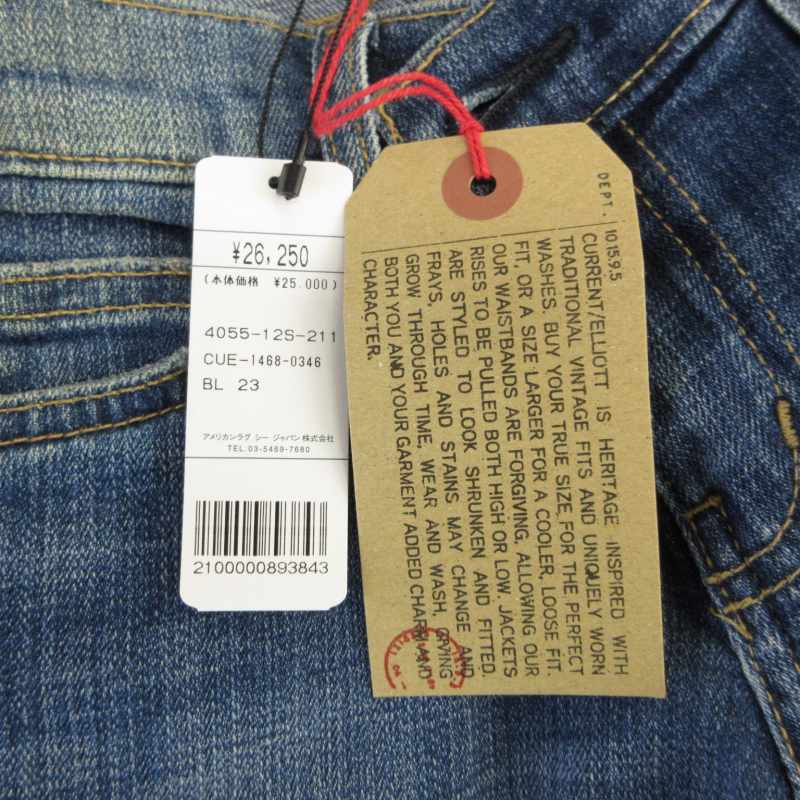 ¥26,250
(本体価格 ¥25.000)
4055-12S-211
CUE-1468-0346
BL 23
アメリカンラグ シー ジャパン株式会社
TEL.03-5469-7680
2100000893843
DEPT. 10.15.9.5
CURRENT/ELLIOTT IS HERITAGE INSPIRED WITH
TRADITIONAL VINTAGE FITS AND UNIQUELY WORN
WASHES. BUY YOUR TRUE SIZE FOR THE PERFECT
FIT, OR A SIZE LARGER FOR A COOLER, LOOSE FIT.
OUR WAISTBANDS ARE FORGIVING, ALLOWING OUR
RISES TO BE PULLED BOTH HIGH OR LOW. JACKETS
ARE STYLED TO LOOK SHRUNKEN AND FITTED.
FRAYS, HOLES AND STAINS MAY CHANGE AND
GROW THROUGH TIME, WEAR AND WASH, GIVING
BOTH YOU AND YOUR GARMENT ADDED CHARM AND
CHARACTER.